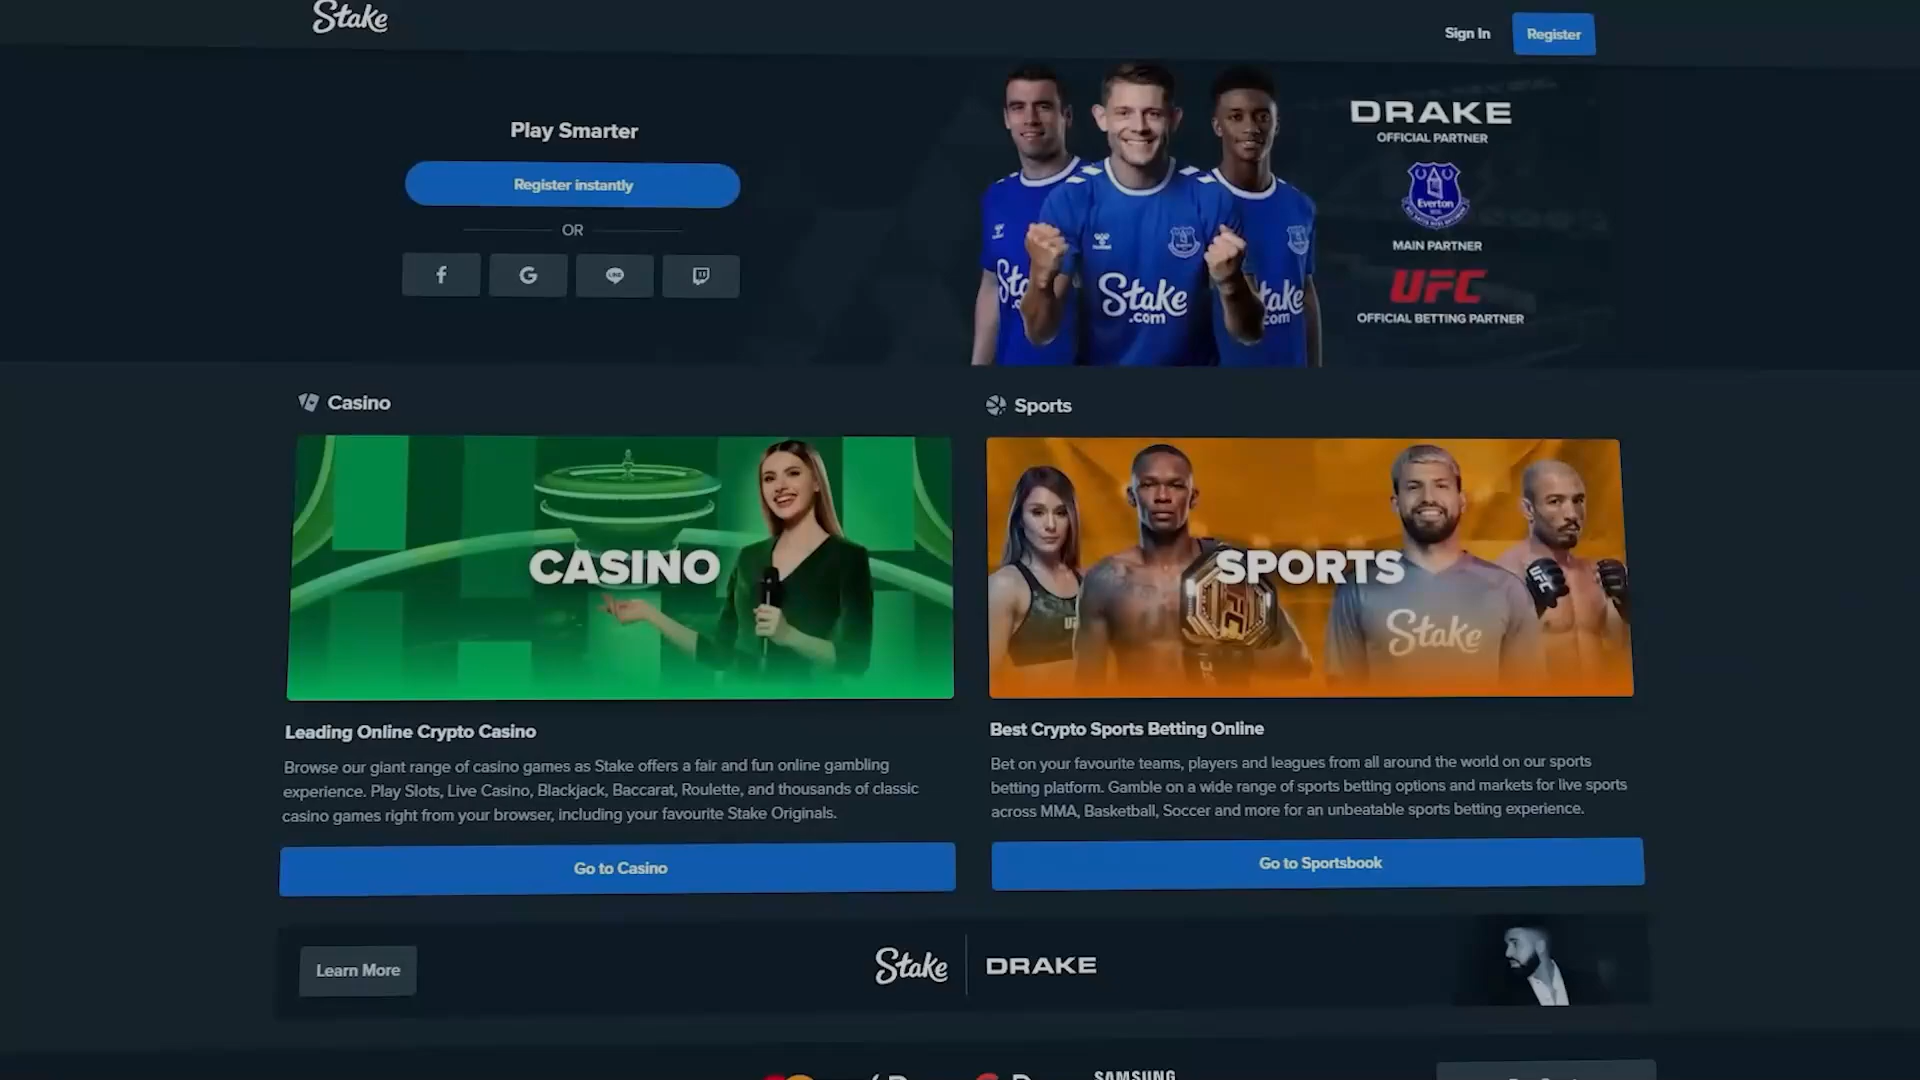 Stake
Sign In
Register
Play Smarter
Register instantly
OR
DRAKE
OFFICIAL PARTNER
Everton
MAIN PARTNER
UFC
OFFICIAL BETTING PARTNER
Stake
.com
Casino
Sports
CASINO
SPORTS
UFC
Stake
Leading Online Crypto Casino
Browse our giant range of casino games as Stake offers a fair and fun online gambling
experience. Play Slots, Live Casino, Blackjack, Baccarat, Roulette, and thousands of classic
casino games right from your browser, including your favourite Stake Originals.
Go to Casino
Best Crypto Sports Betting Online
Bet on your favourite teams, players and leagues from all around the world on our sports
betting platform. Gamble on a wide range of sports betting options and markets for live sports
across MMA, Basketball, Soccer and more for an unbeatable sports betting experience.
Go to Sportsbook
Learn More
Stake
DRAKE
SAMSUNG